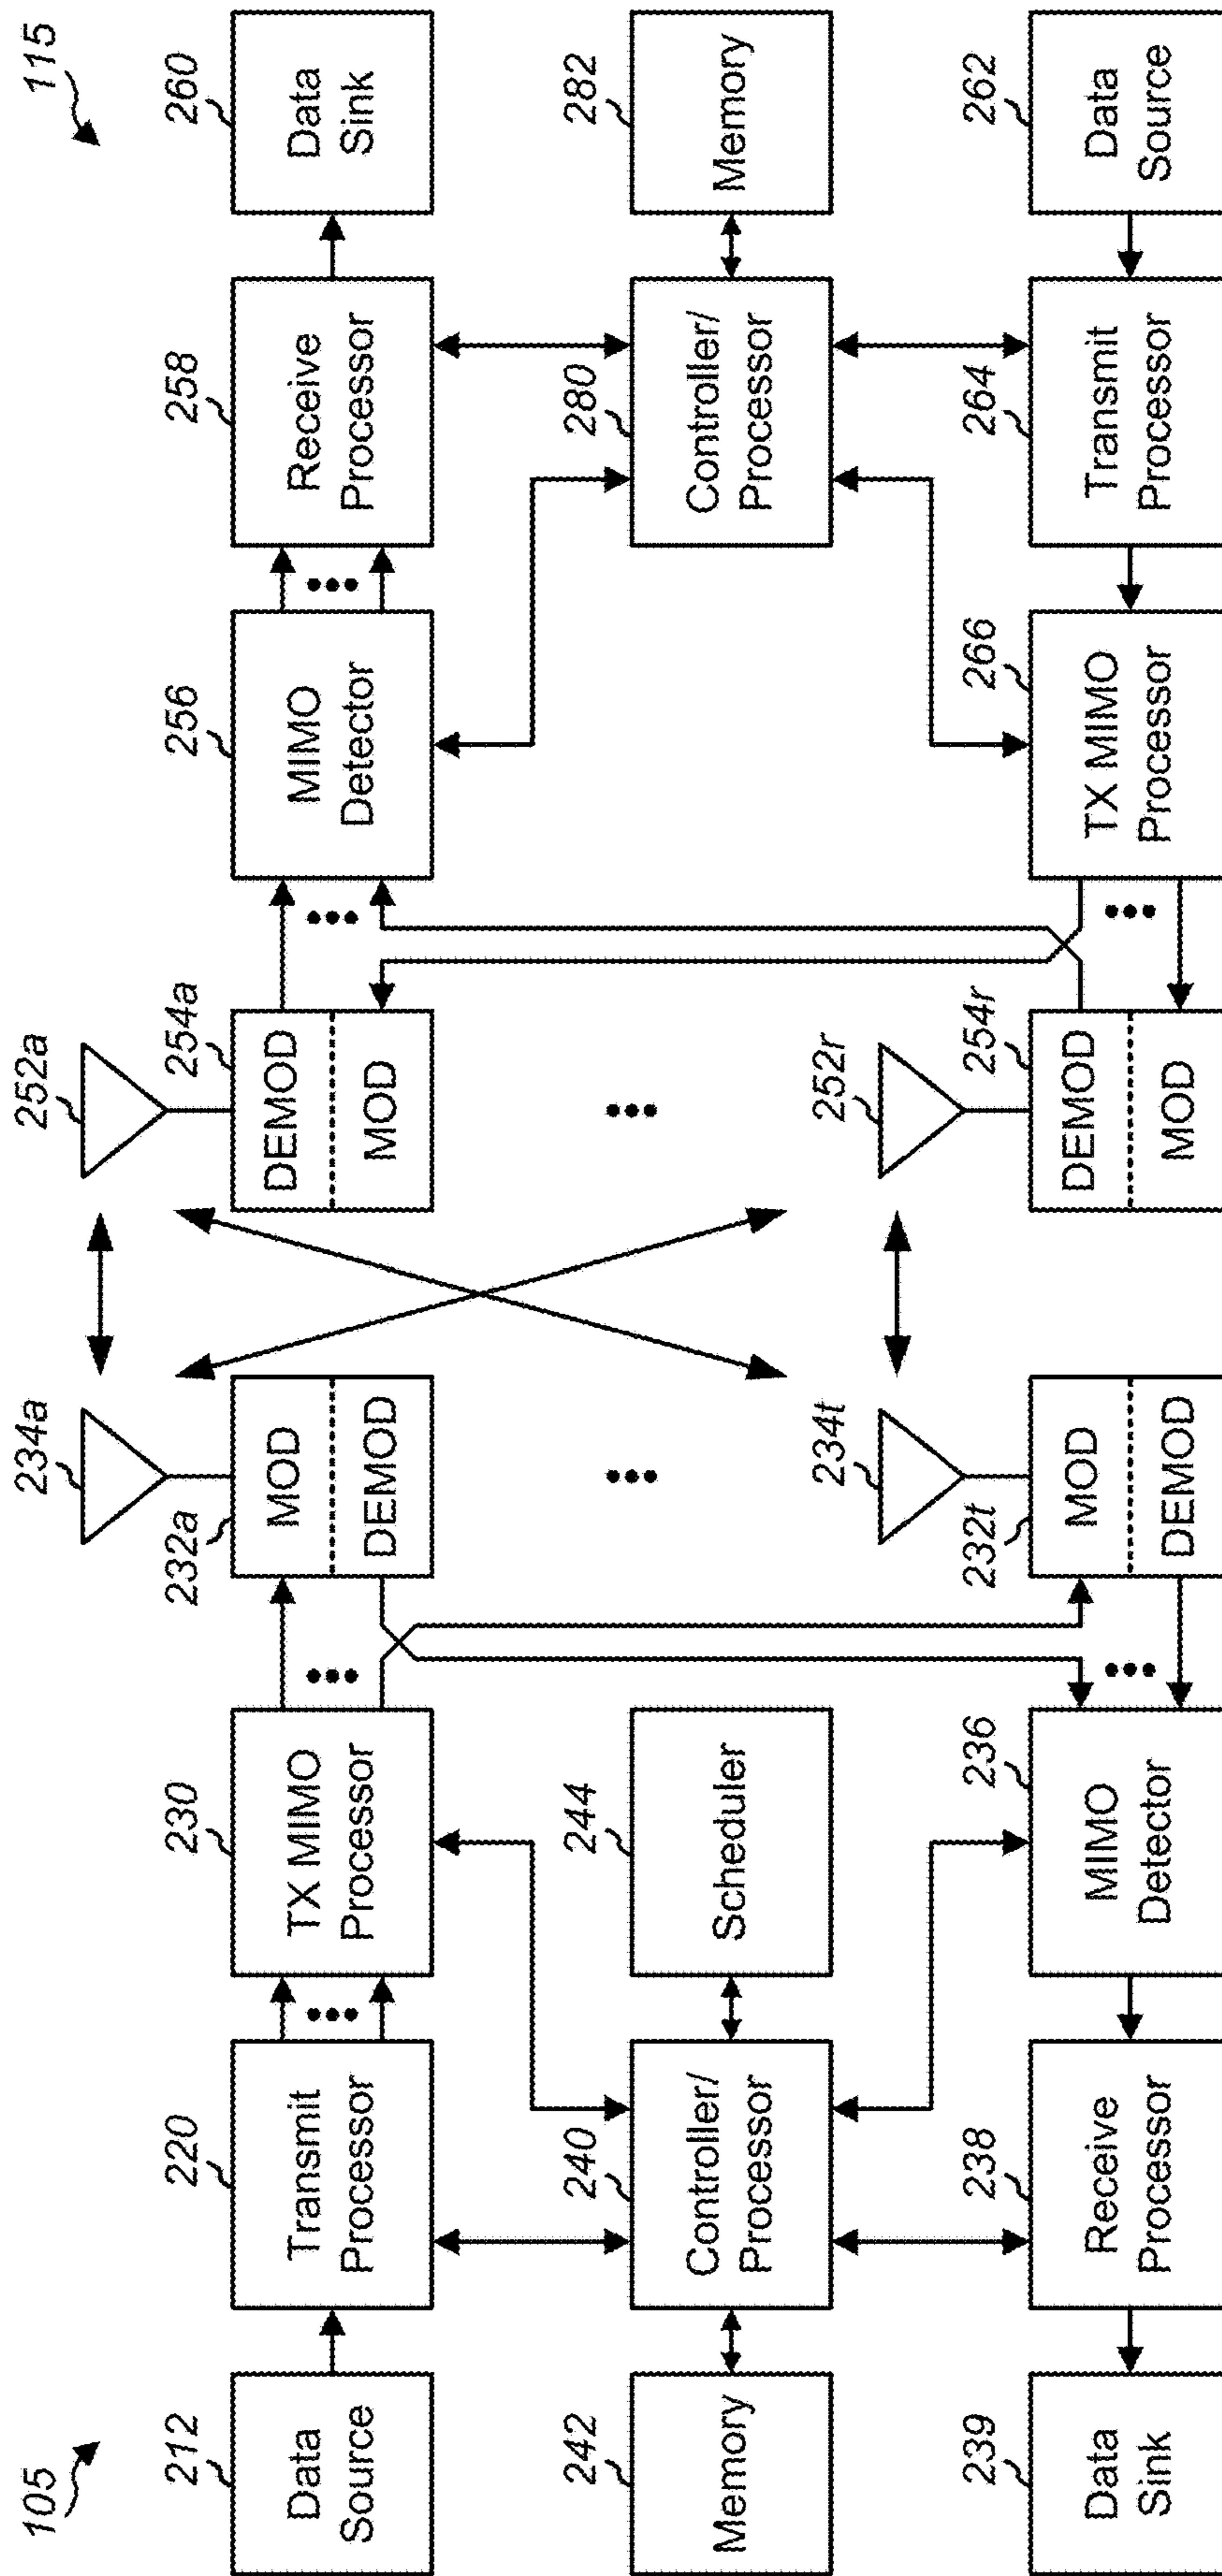 105
115
234a
252a
212
220
230
232a
254a
256
258
260
Data
Source
Transmit
Processor
TX MIMO
Processor
MOD
DEMOD
DEMOD
MOD
MIMO
Detector
Receive
Processor
Data
Sink
242
240
244
280
282
Memory
Controller/
Processor
Scheduler
Controller/
Processor
Memory
234t
252r
239
238
236
232t
254r
266
264
262
Data
Sink
Receive
Processor
MIMO
Detector
MOD
DEMOD
DEMOD
MOD
TX MIMO
Processor
Transmit
Processor
Data
Source